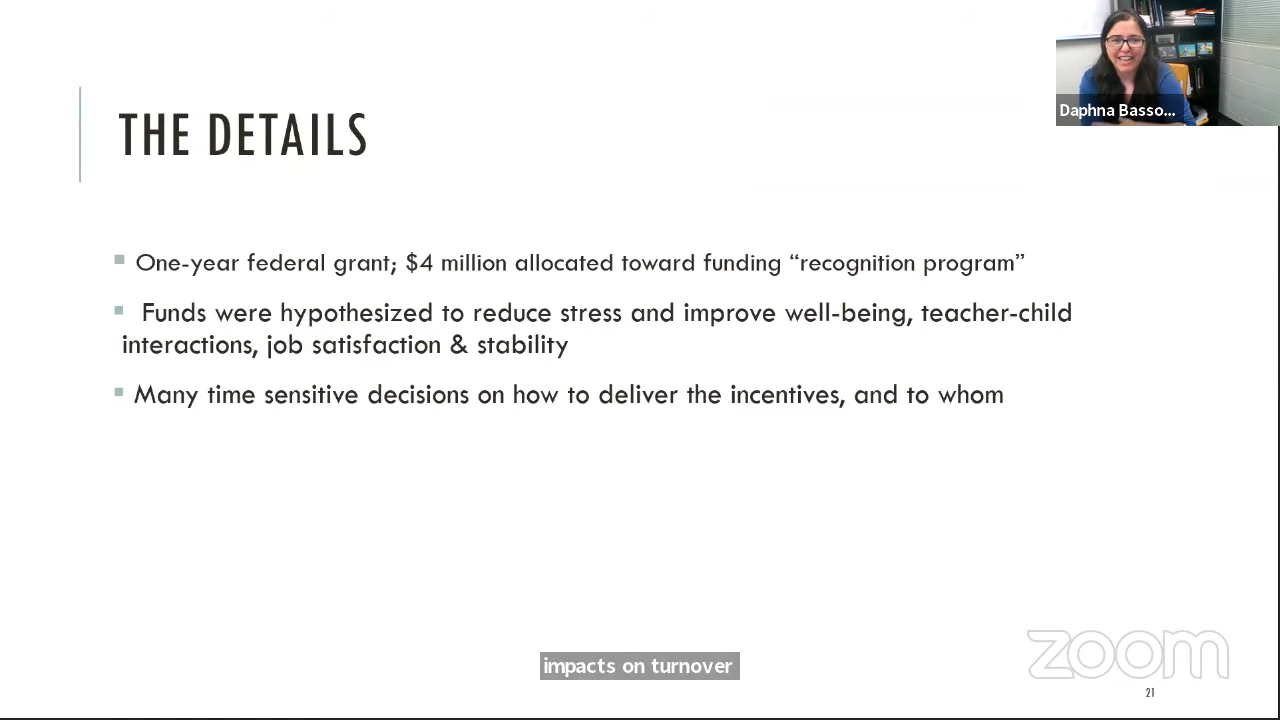 Daphna Basso...
THE DETAILS
One-year federal grant; $4 million allocated toward funding “recognition program”
Funds were hypothesized to reduce stress and improve well-being, teacher-child
interactions, job satisfaction & stability
Many time sensitive decisions on how to deliver the incentives, and to whom
impacts on turnover
zoom
21